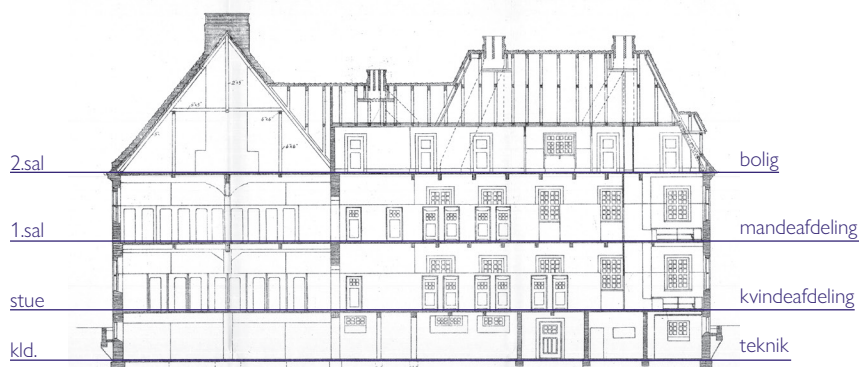 2.sal
bolig
1.sal
mandeafdeling
stue
kvindeafdeling
kld.
teknik